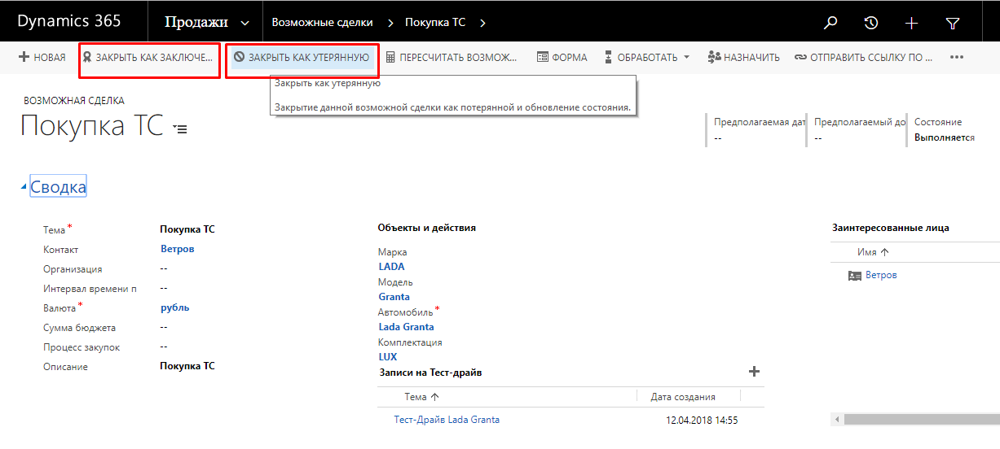 Dynamics 365 Продажи Возможные сделки Покупка ТС
НОВАЯ ЗАКРЫТЬ КАК ЗАКЛЮЧЕ... ЗАКРЫТЬ КАК УТЕРЯННУЮ ПЕРЕСЧИТАТЬ ВОЗМОЖ... ФОРМА ОБРАБОТАТЬ НАЗНАЧИТЬ ОТПРАВИТЬ ССЫЛКУ ПО ... ...
Закрыть как утерянную
Закрытие данной возможной сделки как потерянной и обновление состояния.
ВОЗМОЖНАЯ СДЕЛКА
Покупка ТС
Предполагаемая дат Предполагаемый до Состояние
-- -- Выполняется
Сводка
Тема* Покупка ТС
Контакт Ветров
Организация --
Интервал времени п --
Валюта* рубль
Сумма бюджета --
Процесс закупок --
Описание Покупка ТС
Объекты и действия
Марка
LADA
Модель
Granta
Автомобиль*
Lada Granta
Комплектация
LUX
Записи на Тест-драйв
Тема Дата создания
Тест-Драйв Lada Granta 12.04.2018 14:55
Заинтересованные лица
Имя
Ветров